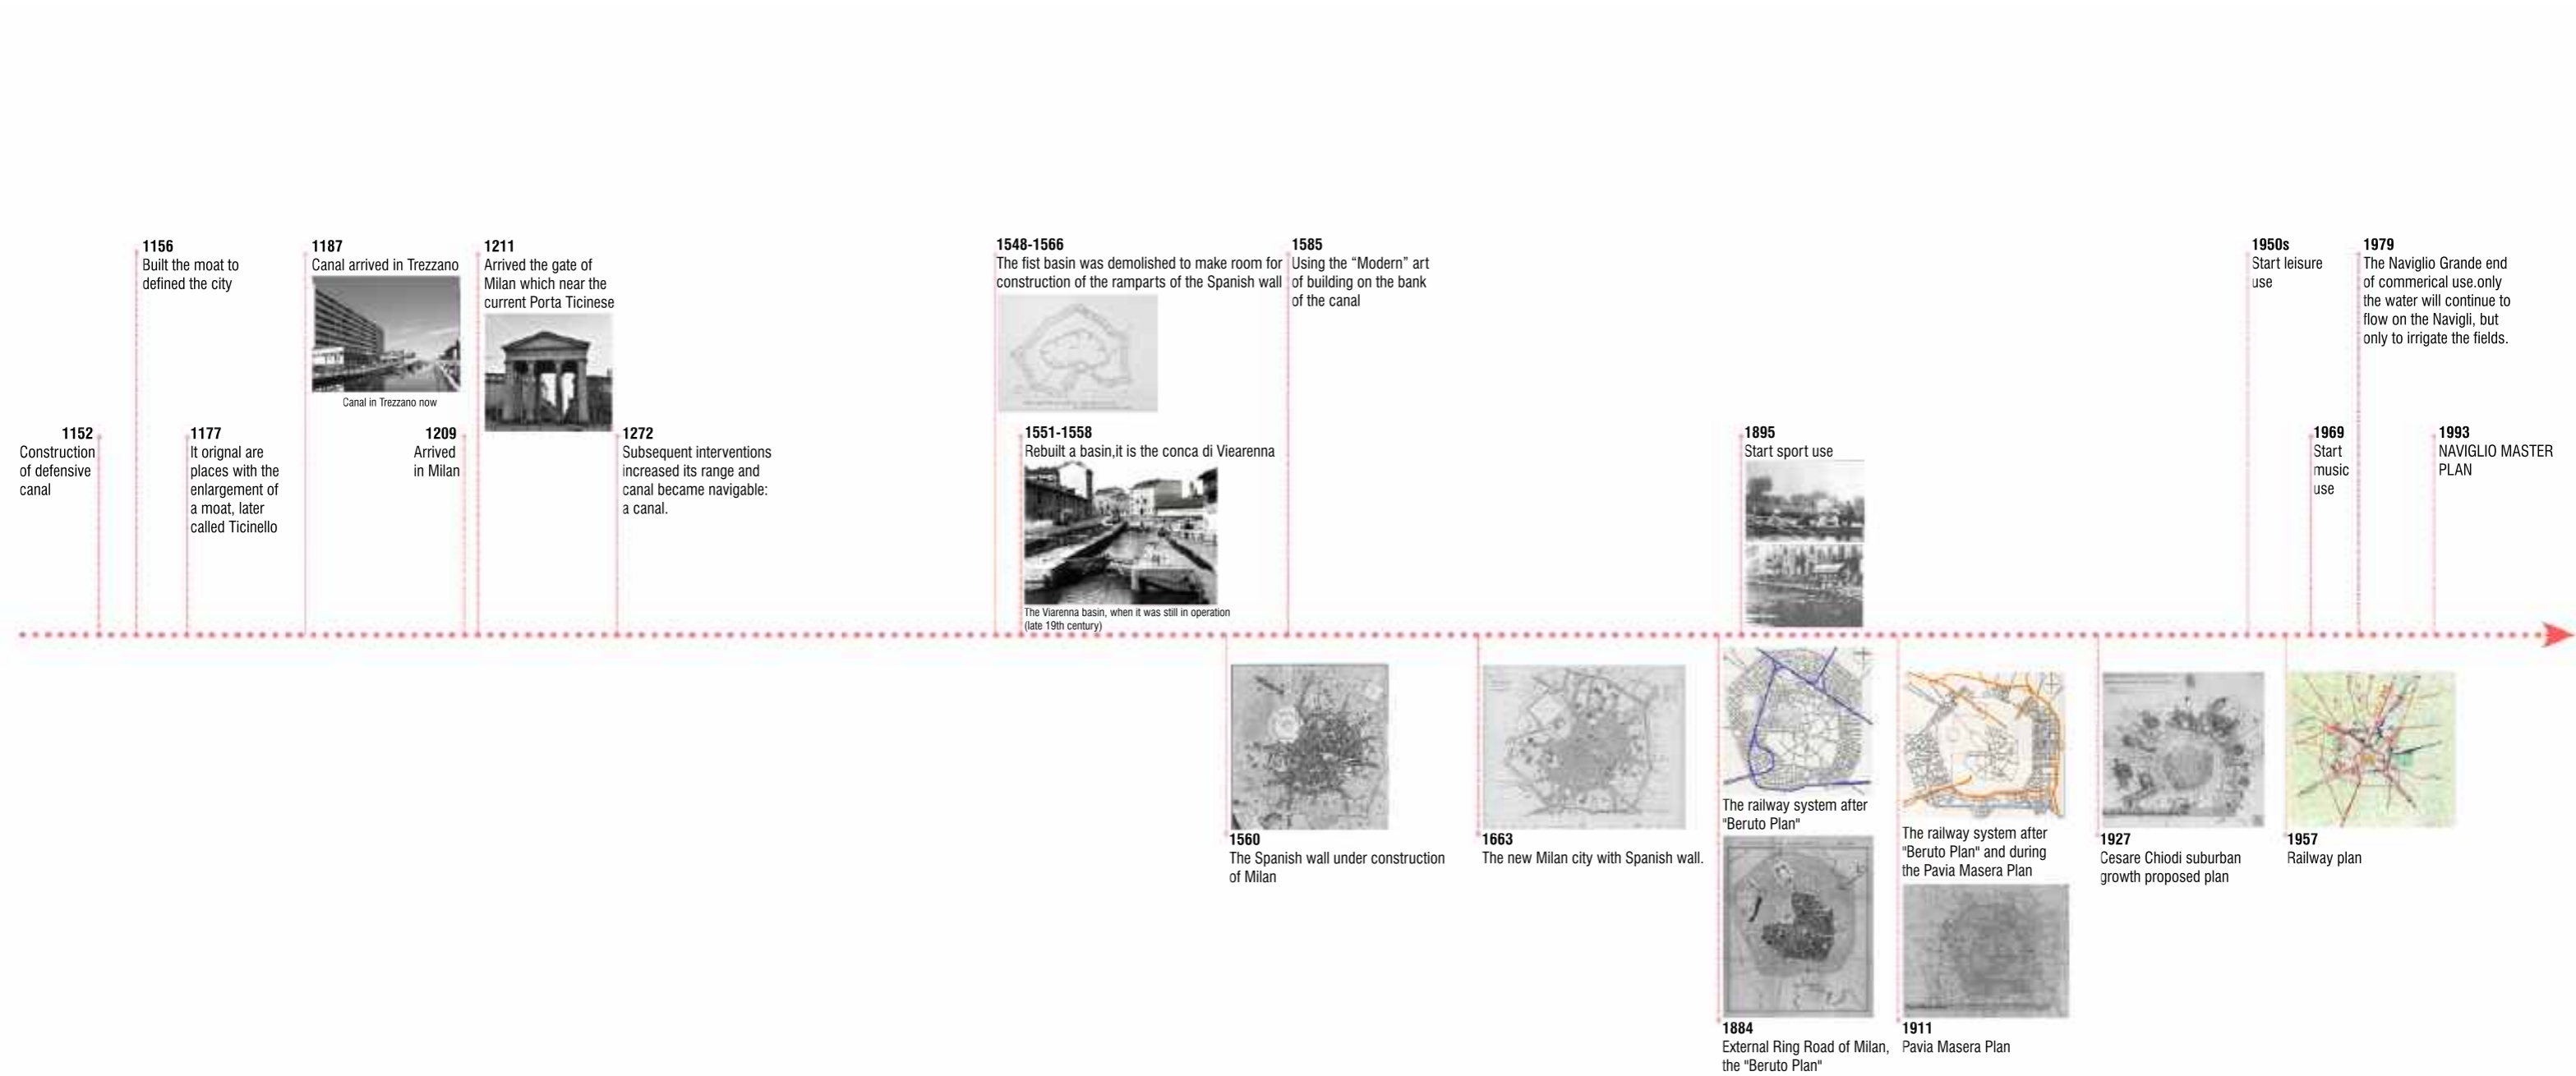 1156
Built the moat to
defined the city
1187
Canal arrived in Trezzano
Canal in Trezzano now
1211
Arrived the gate of
Milan which near the
current Porta Ticinese
1548-1566
The fist basin was demolished to make room for
construction of the ramparts of the Spanish wall
1585
Using the “Modern” art
of building on the bank
of the canal
1950s
Start leisure
use
1979
The Naviglio Grande end
of commerical use.only
the water will continue to
flow on the Navigli, but
only to irrigate the fields.
1152
Construction
of defensive
canal
1177
It orignal are
places with the
enlargement of
a moat, later
called Ticinello
1209
Arrived
in Milan
1272
Subsequent interventions
increased its range and
canal became navigable:
a canal.
1551-1558
Rebuilt a basin,it is the conca di Viearenna
The Viarenna basin, when it was still in operation
(late 19th century)
1895
Start sport use
1969
Start
music
use
1993
NAVIGLIO MASTER
PLAN
1560
The Spanish wall under construction
of Milan
1663
The new Milan city with Spanish wall.
The railway system after
"Beruto Plan"
1884
External Ring Road of Milan,
the "Beruto Plan"
The railway system after
"Beruto Plan" and during
the Pavia Masera Plan
1911
Pavia Masera Plan
1927
Cesare Chiodi suburban
growth proposed plan
1957
Railway plan